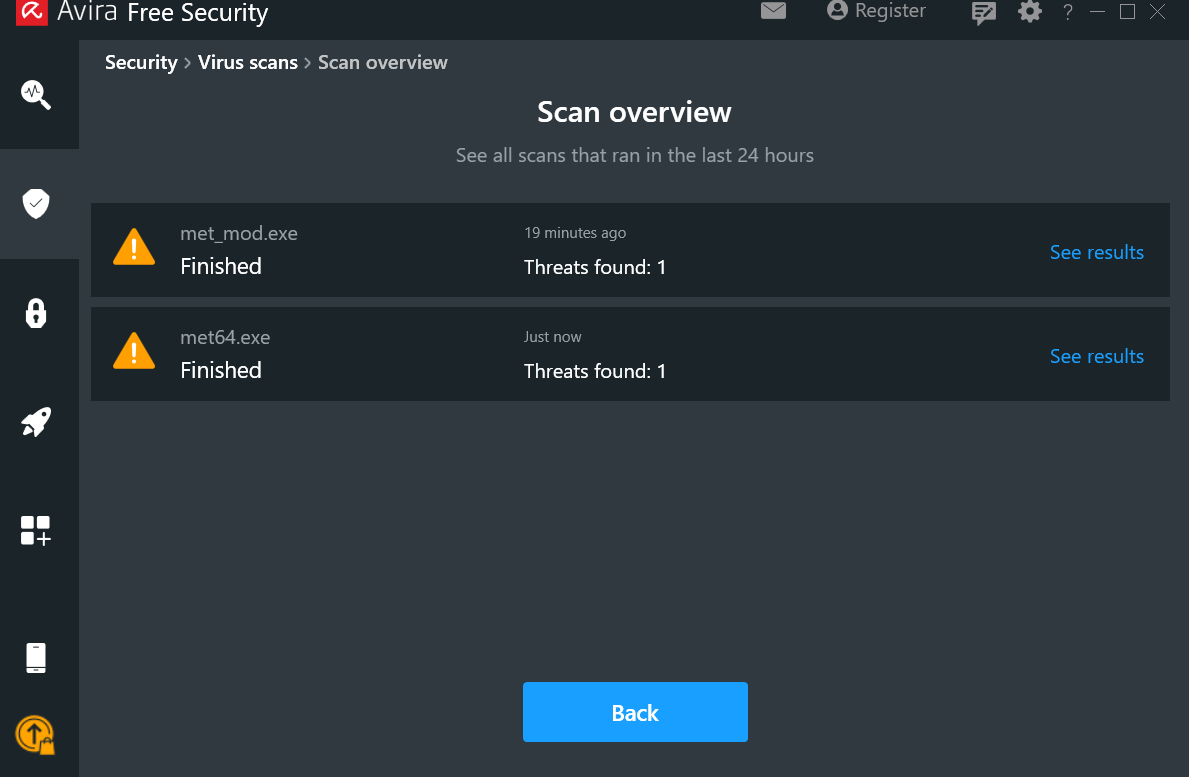 Avira Free Security
Register
?
Security > Virus scans > Scan overview
Scan overview
See all scans that ran in the last 24 hours
met_mod.exe
Finished
19 minutes ago
Threats found: 1
See results
met64.exe
Finished
Just now
Threats found: 1
See results
Back